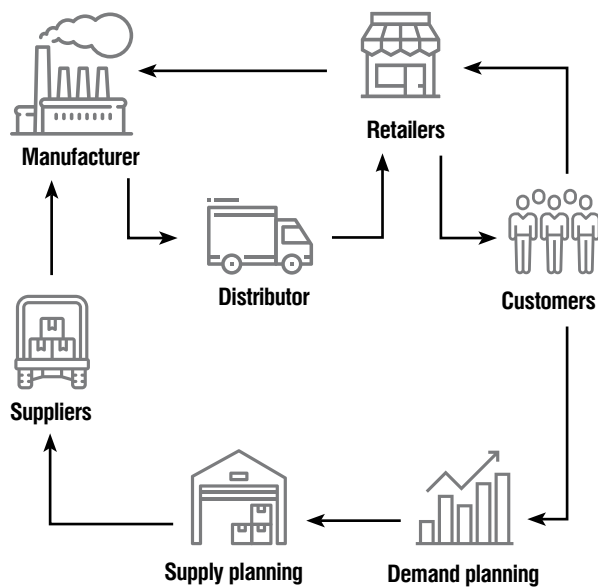 Retailers
Manufacturer
Distributor
Customers
Suppliers
Supply planning
Demand planning